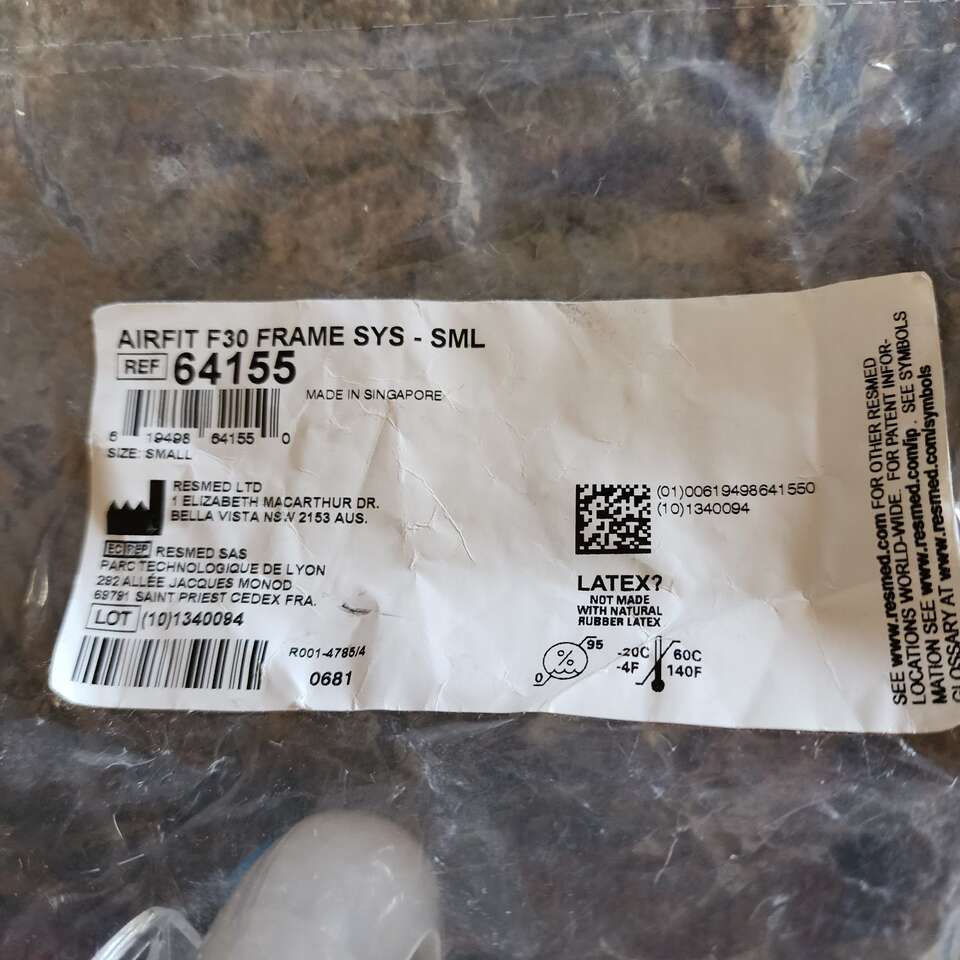 AIRFIT F30 FRAME SYS - SML
REF 64155
MADE IN SINGAPORE
6 19498 64155 0
SIZE: SMALL
RESMED LTD
1 ELIZABETH MACARTHUR DR.
BELLA VISTA NSW 2153 AUS.
EC REP RESMED SAS
PARC TECHNOLOGIQUE DE LYON
292 ALLÉE JACQUES MONOD
69791 SAINT PRIEST CEDEX FRA.
LOT (10)1340094
R001-4785/4
0681
(01)00619498641550
(10)1340094
LATEX?
NOT MADE
WITH NATURAL
RUBBER LATEX
0 % 95
-20C 60C
-4F 140F
SEE www.resmed.com FOR OTHER RESMED
LOCATIONS WORLD-WIDE. FOR PATENT INFOR-
MATION SEE www.resmed.com/ip. SEE SYMBOLS
GLOSSARY AT www.resmed.com/symbols